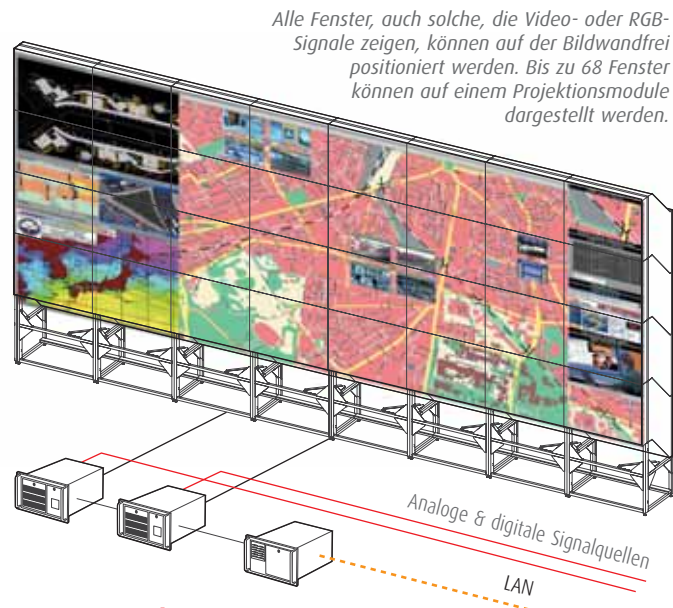 Alle Fenster, auch solche, die Video- oder RGB-
Signale zeigen, können auf der Bildwandfrei
positioniert werden. Bis zu 68 Fenster
können auf einem Projektionsmodule
dargestellt werden.
Analoge & digitale Signalquellen
LAN